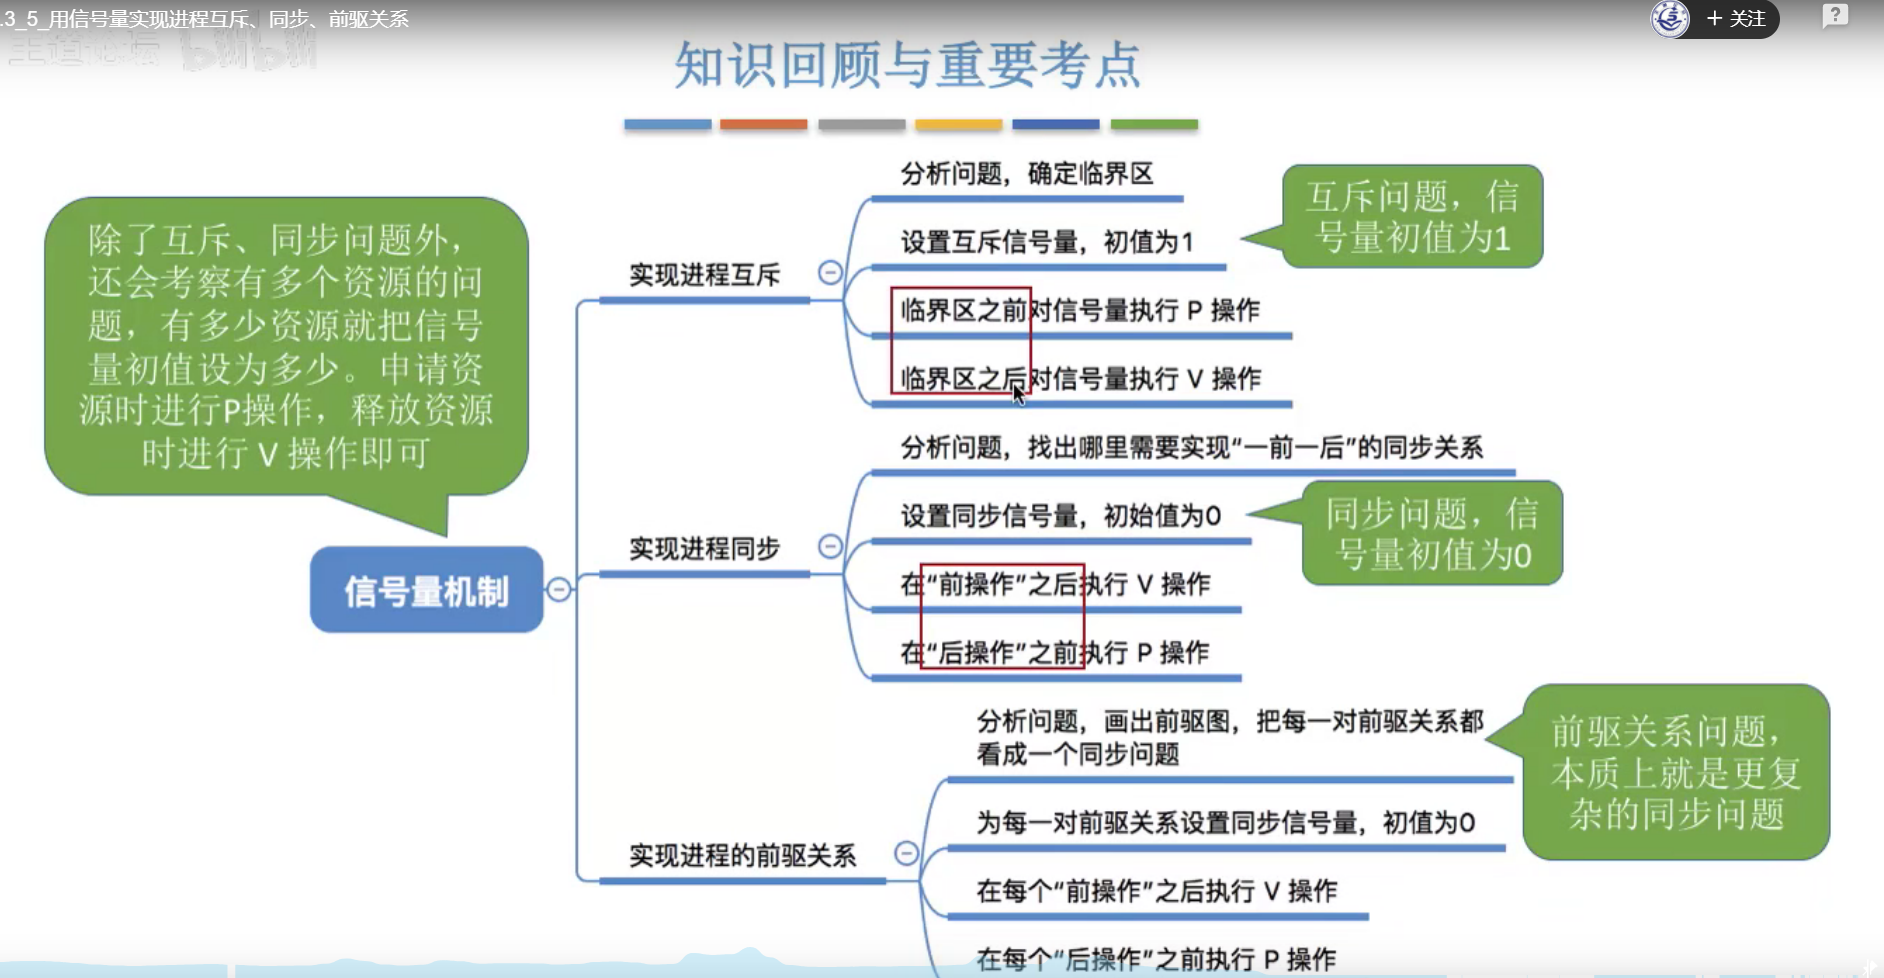 .3_5_用信号量实现进程互斥、同步、前驱关系
+ 关注
?
王道论坛 bilibili
知识回顾与重要考点
除了互斥、同步问题外，
还会考察有多个资源的问
题，有多少资源就把信号
量初值设为多少。申请资
源时进行P操作，释放资源
时进行 V 操作即可
信号量机制
实现进程互斥
分析问题，确定临界区
设置互斥信号量，初值为1
互斥问题，信
号量初值为1
临界区之前对信号量执行 P 操作
临界区之后对信号量执行 V 操作
实现进程同步
分析问题，找出哪里需要实现“一前一后”的同步关系
设置同步信号量，初始值为0
同步问题，信
号量初值为0
在“前操作”之后执行 V 操作
在“后操作”之前执行 P 操作
实现进程的前驱关系
分析问题，画出前驱图，把每一对前驱关系都
看成一个同步问题
前驱关系问题，
本质上就是更复
杂的同步问题
为每一对前驱关系设置同步信号量，初值为0
在每个“前操作”之后执行 V 操作
在每个“后操作”之前执行 P 操作